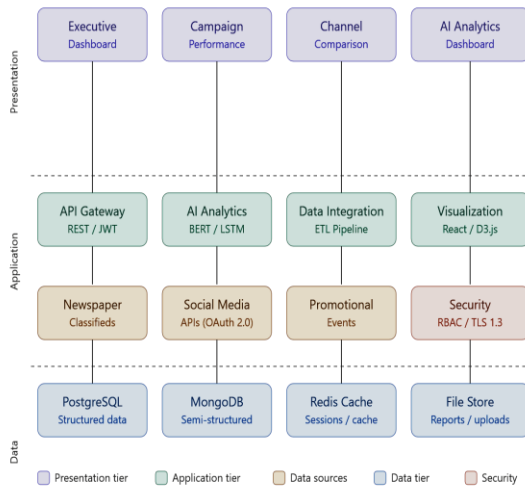 Executive
Dashboard
Campaign
Performance
Channel
Comparison
AI Analytics
Dashboard
Presentation
API Gateway
REST / JWT
AI Analytics
BERT / LSTM
Data Integration
ETL Pipeline
Visualization
React / D3.js
Application
Newspaper
Classifieds
Social Media
APIs (OAuth 2.0)
Promotional
Events
Security
RBAC / TLS 1.3
PostgreSQL
Structured data
MongoDB
Semi-structured
Redis Cache
Sessions / cache
File Store
Reports / uploads
Data
Presentation tier
Application tier
Data sources
Data tier
Security